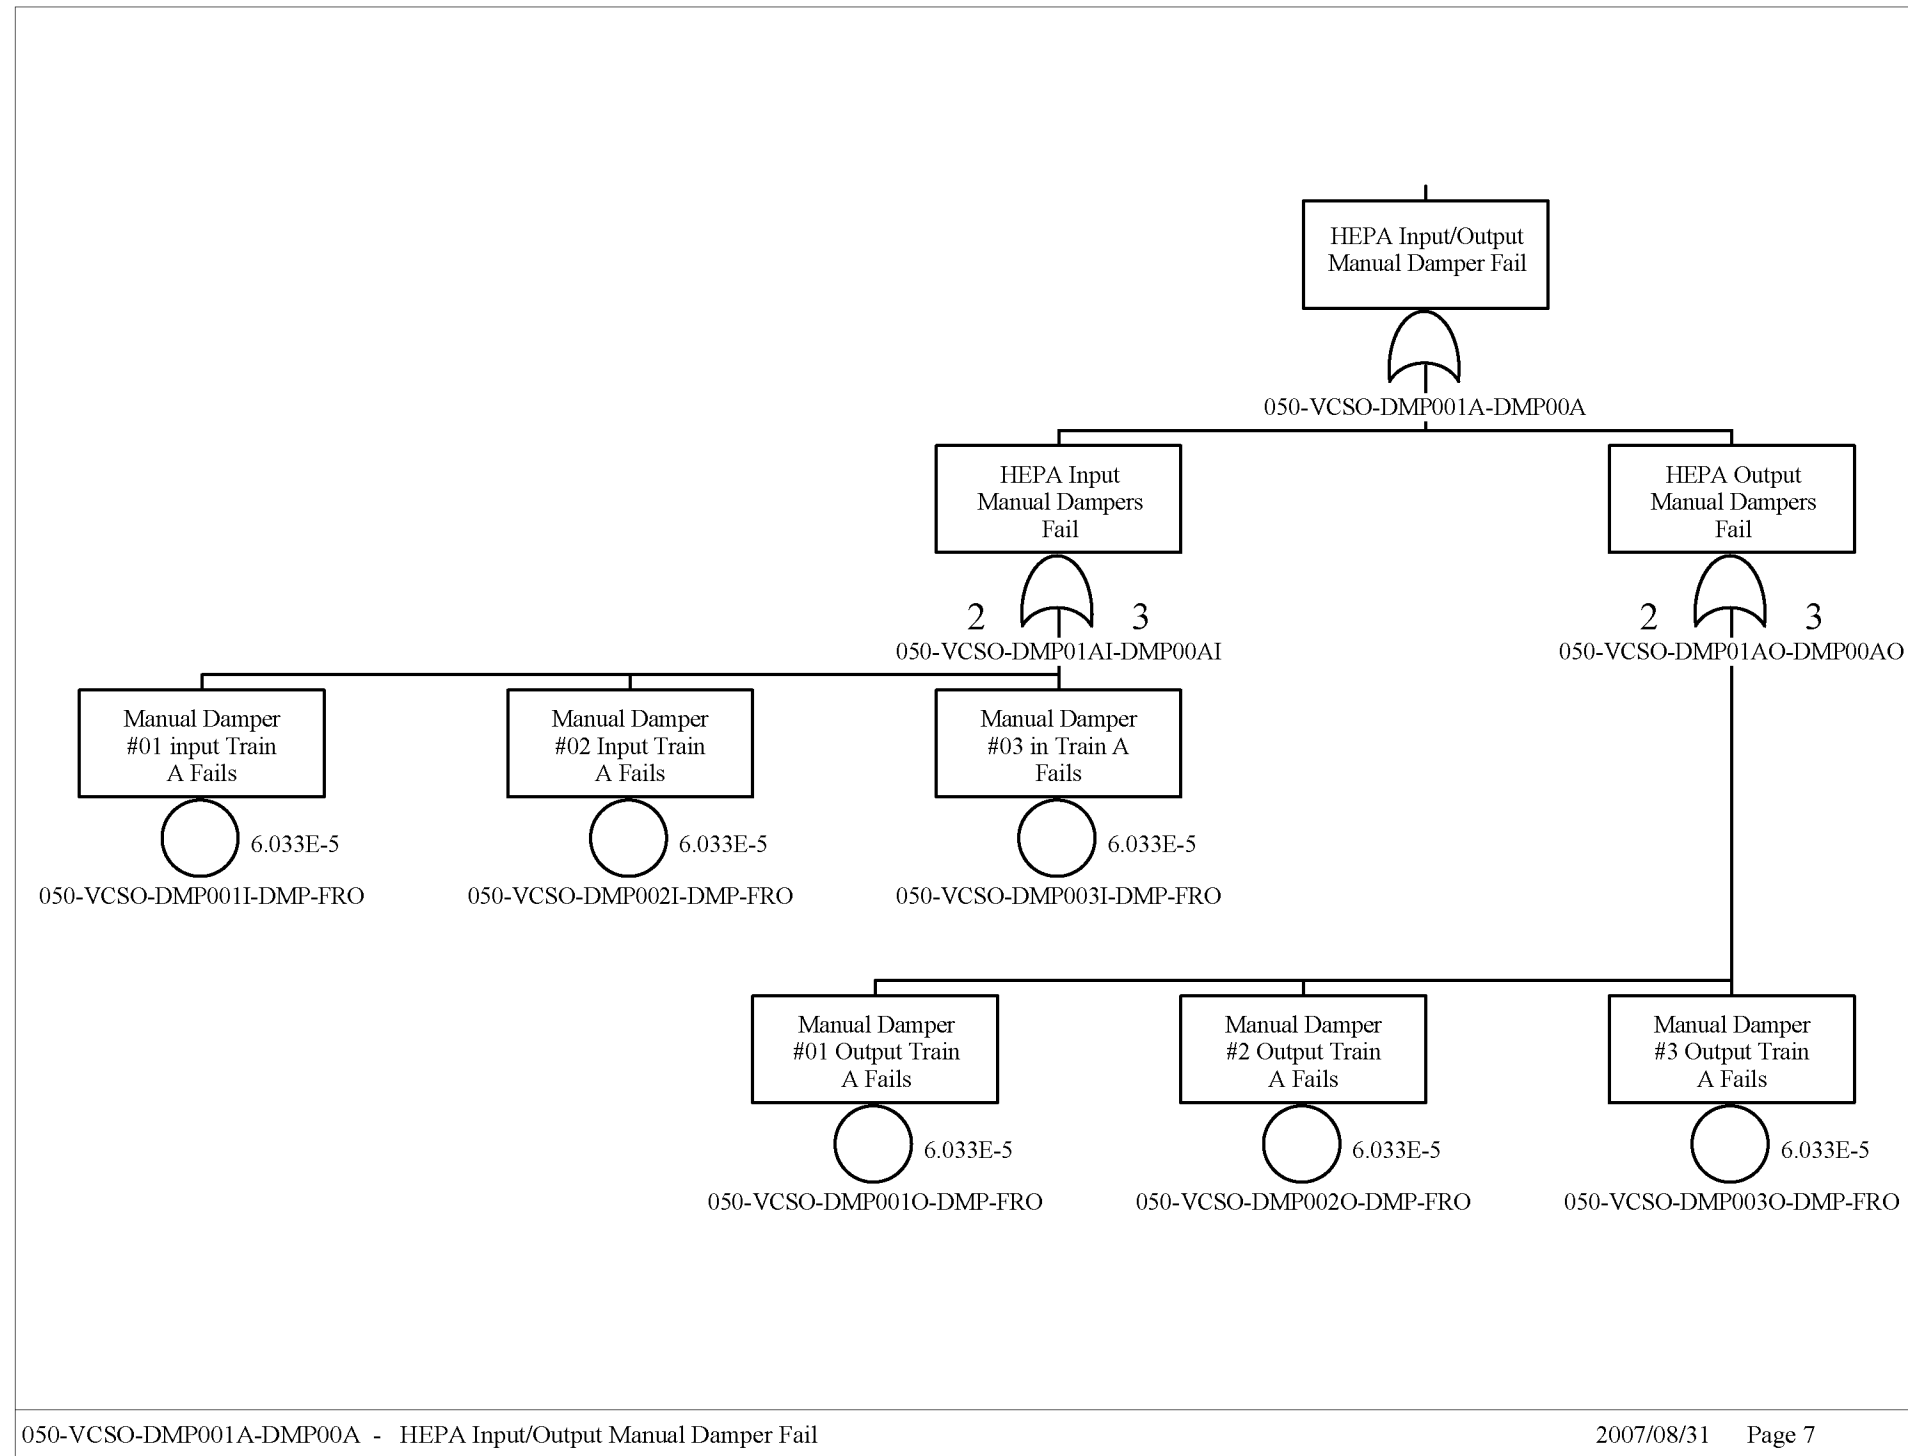 HEPA Input/Output
Manual Damper Fail
050-VCSO-DMP001A-DMP00A
HEPA Input
Manual Dampers
Fail
2 3
050-VCSO-DMP01AI-DMP00AI
HEPA Output
Manual Dampers
Fail
2 3
050-VCSO-DMP01AO-DMP00AO
Manual Damper
#01 input Train
A Fails
6.033E-5
050-VCSO-DMP001I-DMP-FRO
Manual Damper
#02 Input Train
A Fails
6.033E-5
050-VCSO-DMP002I-DMP-FRO
Manual Damper
#03 in Train A
Fails
6.033E-5
050-VCSO-DMP003I-DMP-FRO
Manual Damper
#01 Output Train
A Fails
6.033E-5
050-VCSO-DMP001O-DMP-FRO
Manual Damper
#2 Output Train
A Fails
6.033E-5
050-VCSO-DMP002O-DMP-FRO
Manual Damper
#3 Output Train
A Fails
6.033E-5
050-VCSO-DMP003O-DMP-FRO
050-VCSO-DMP001A-DMP00A - HEPA Input/Output Manual Damper Fail 2007/08/31 Page 7